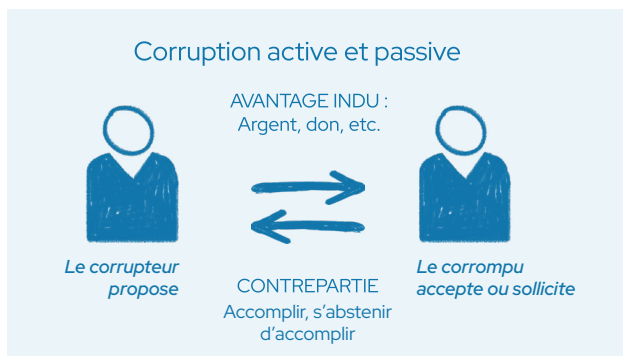 Corruption active et passive
AVANTAGE INDU :
Argent, don, etc.
Le corrupteur
propose
CONTREPARTIE
Accomplir, s’abstenir
d’accomplir
Le corrompu
accepte ou sollicite